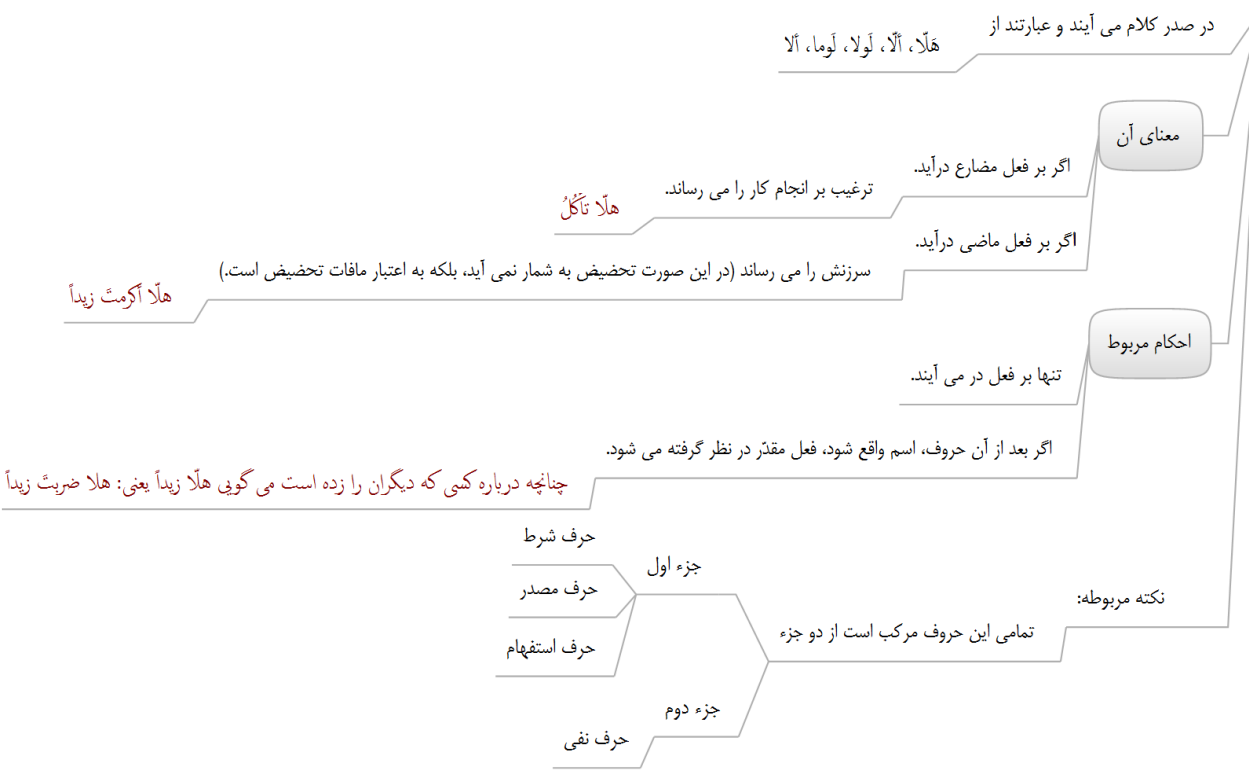 در صدر کلام می آیند و عبارتند از
هَلّا، ألّا، لَولا، لَوما، ألا
معنای آن
اگر بر فعل مضارع درآید.
ترغیب بر انجام کار را می رساند.
هلّا تَأکُلُ
اگر بر فعل ماضی درآید.
سرزنش را می رساند (در این صورت تحضیض به شمار نمی آید، بلکه به اعتبار مافات تحضیض است.)
هلّا أکرمتَ زیداً
احکام مربوط
تنها بر فعل در می آیند.
اگر بعد از آن حروف، اسم واقع شود، فعل مقدّر در نظر گرفته می شود.
چنانچه درباره کسی که دیگران را زده است می گویی هلّا زیداً یعنی: هلا ضربتَ زیداً
نکته مربوطه:
تمامی این حروف مرکب است از دو جزء
جزء اول
حرف شرط
حرف مصدر
حرف استفهام
جزء دوم
حرف نفی